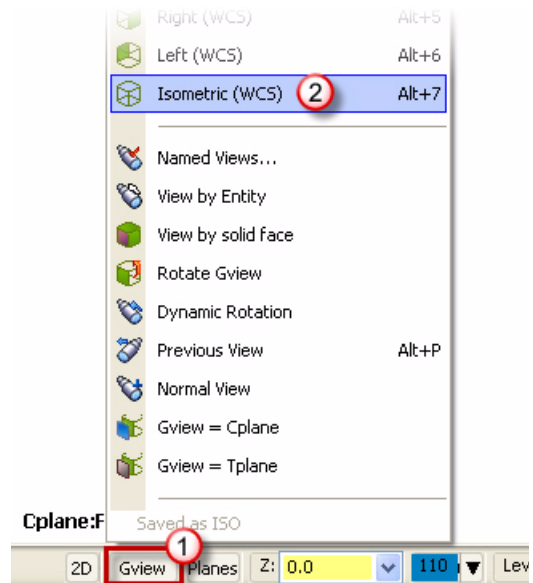 Right (WCS) Alt+5
Left (WCS) Alt+6
Isometric (WCS) 2 Alt+7
Named Views...
View by Entity
View by solid face
Rotate Gview
Dynamic Rotation
Previous View Alt+P
Normal View
Gview = Cplane
Gview = Tplane
Cplane:F Saved as ISO
1
2D Gview Planes Z: 0.0 110 Lev